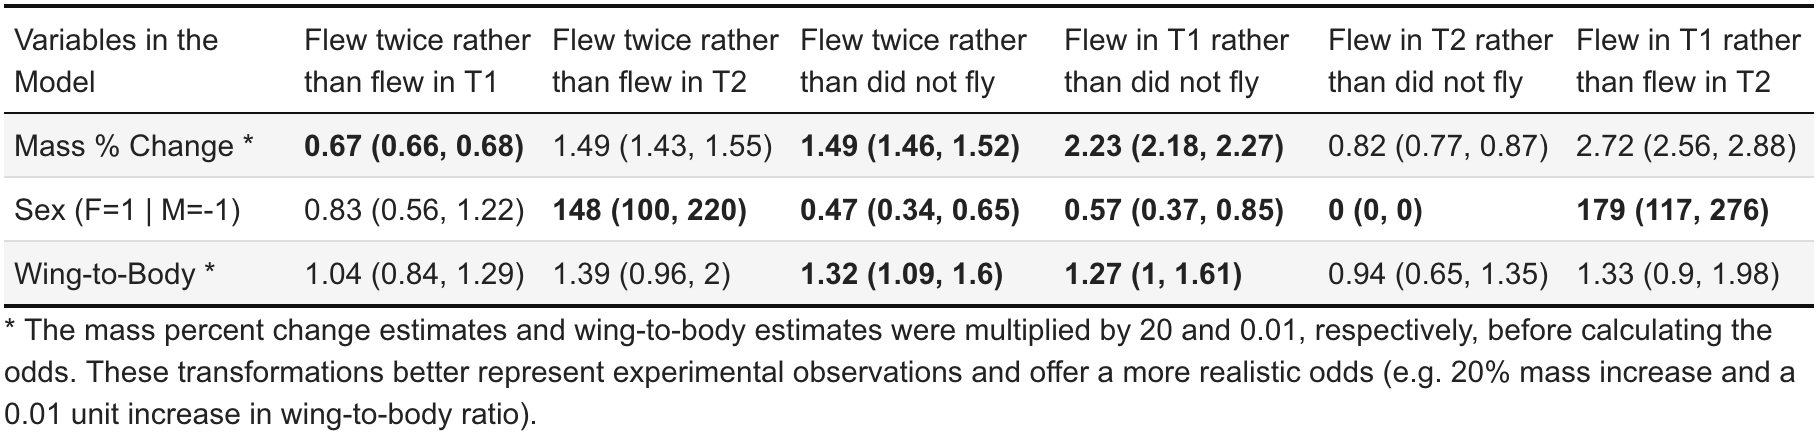 Variables in the Model | Flew twice rather than flew in T1 | Flew twice rather than flew in T2 | Flew twice rather than did not fly | Flew in T1 rather than did not fly | Flew in T2 rather than did not fly | Flew in T1 rather than flew in T2
Mass % Change * | 0.67 (0.66, 0.68) | 1.49 (1.43, 1.55) | 1.49 (1.46, 1.52) | 2.23 (2.18, 2.27) | 0.82 (0.77, 0.87) | 2.72 (2.56, 2.88)
Sex (F=1 | M=-1) | 0.83 (0.56, 1.22) | 148 (100, 220) | 0.47 (0.34, 0.65) | 0.57 (0.37, 0.85) | 0 (0, 0) | 179 (117, 276)
Wing-to-Body * | 1.04 (0.84, 1.29) | 1.39 (0.96, 2) | 1.32 (1.09, 1.6) | 1.27 (1, 1.61) | 0.94 (0.65, 1.35) | 1.33 (0.9, 1.98)
* The mass percent change estimates and wing-to-body estimates were multiplied by 20 and 0.01, respectively, before calculating the
odds. These transformations better represent experimental observations and offer a more realistic odds (e.g. 20% mass increase and a
0.01 unit increase in wing-to-body ratio).